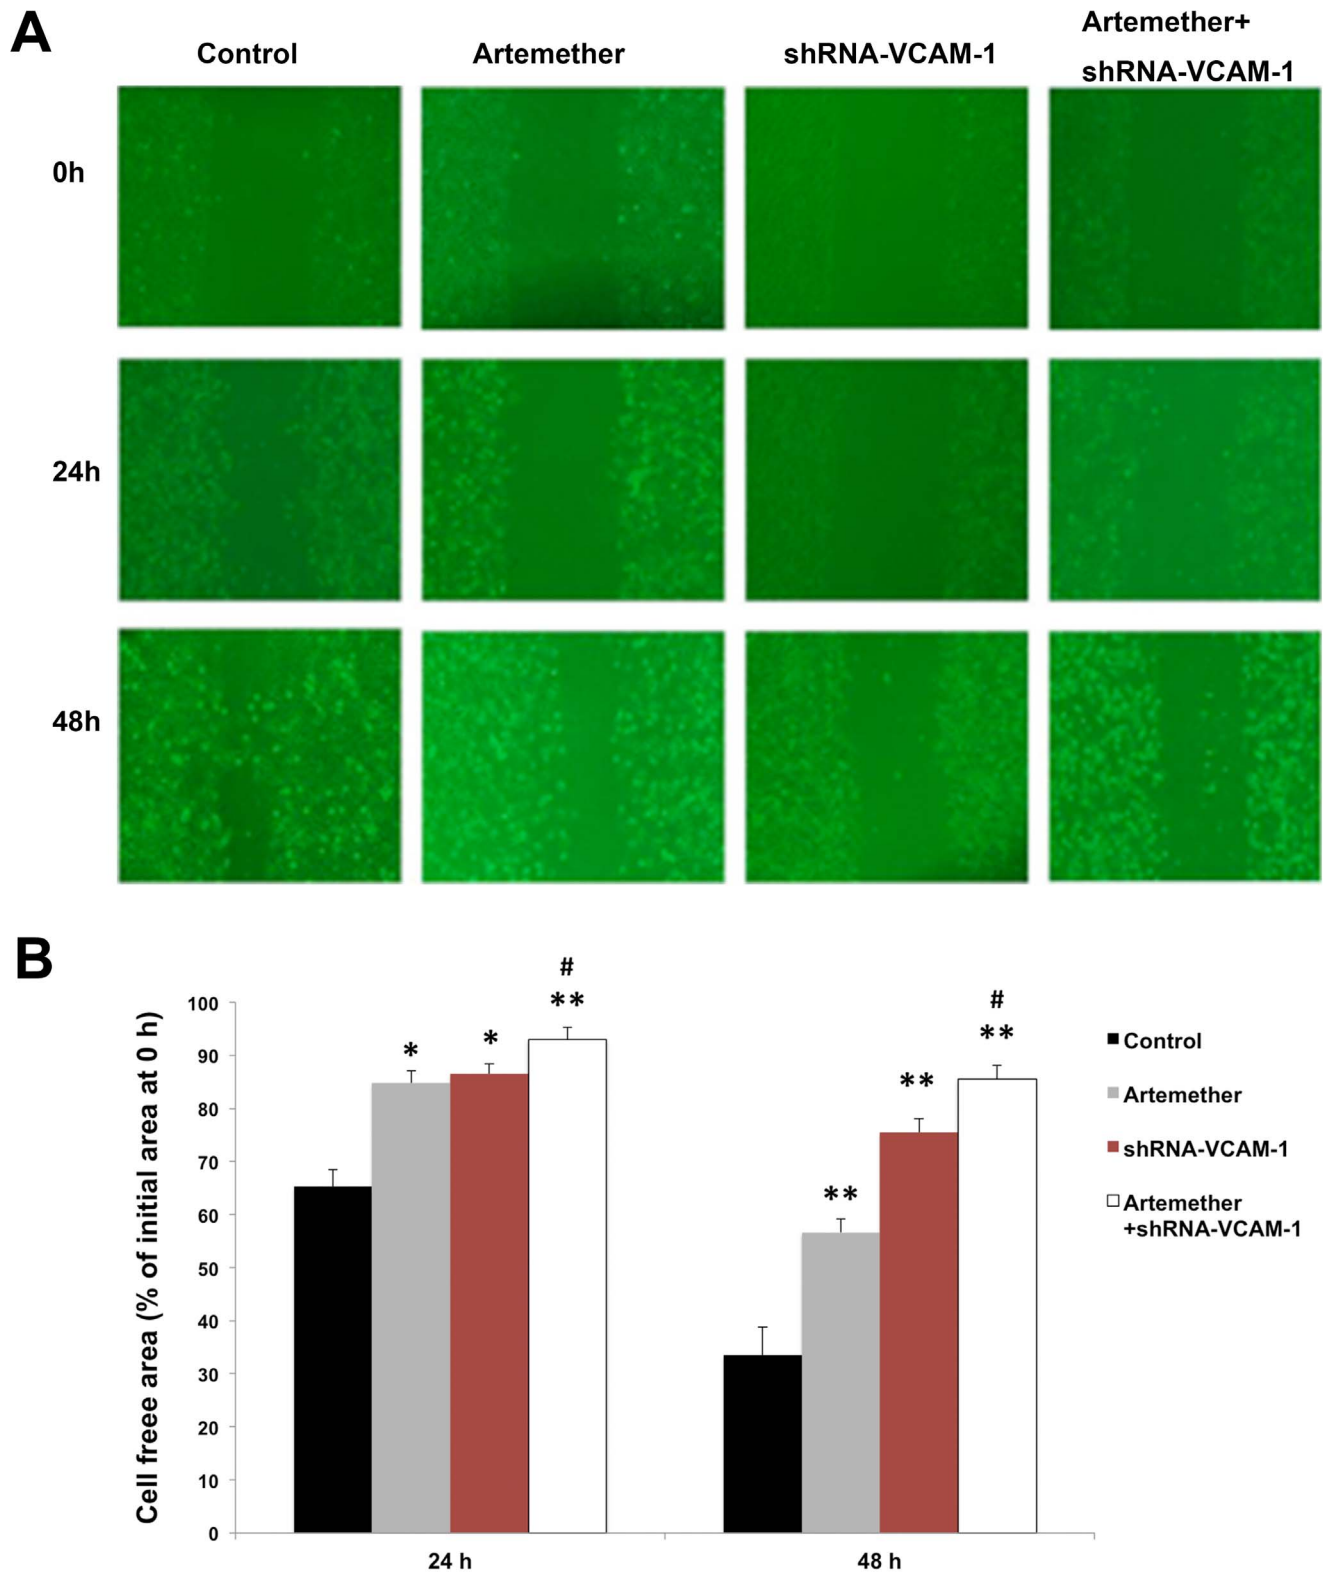 A
Control
Artemether
shRNA-VCAM-1
Artemether+
shRNA-VCAM-1
0h
24h
48h
B
Cell freee area (% of initial area at 0 h)
100
90
80
70
60
50
40
30
20
10
0
*
*
#
**
**
**
#
**
24 h
48 h
Control
Artemether
shRNA-VCAM-1
Artemether
+shRNA-VCAM-1